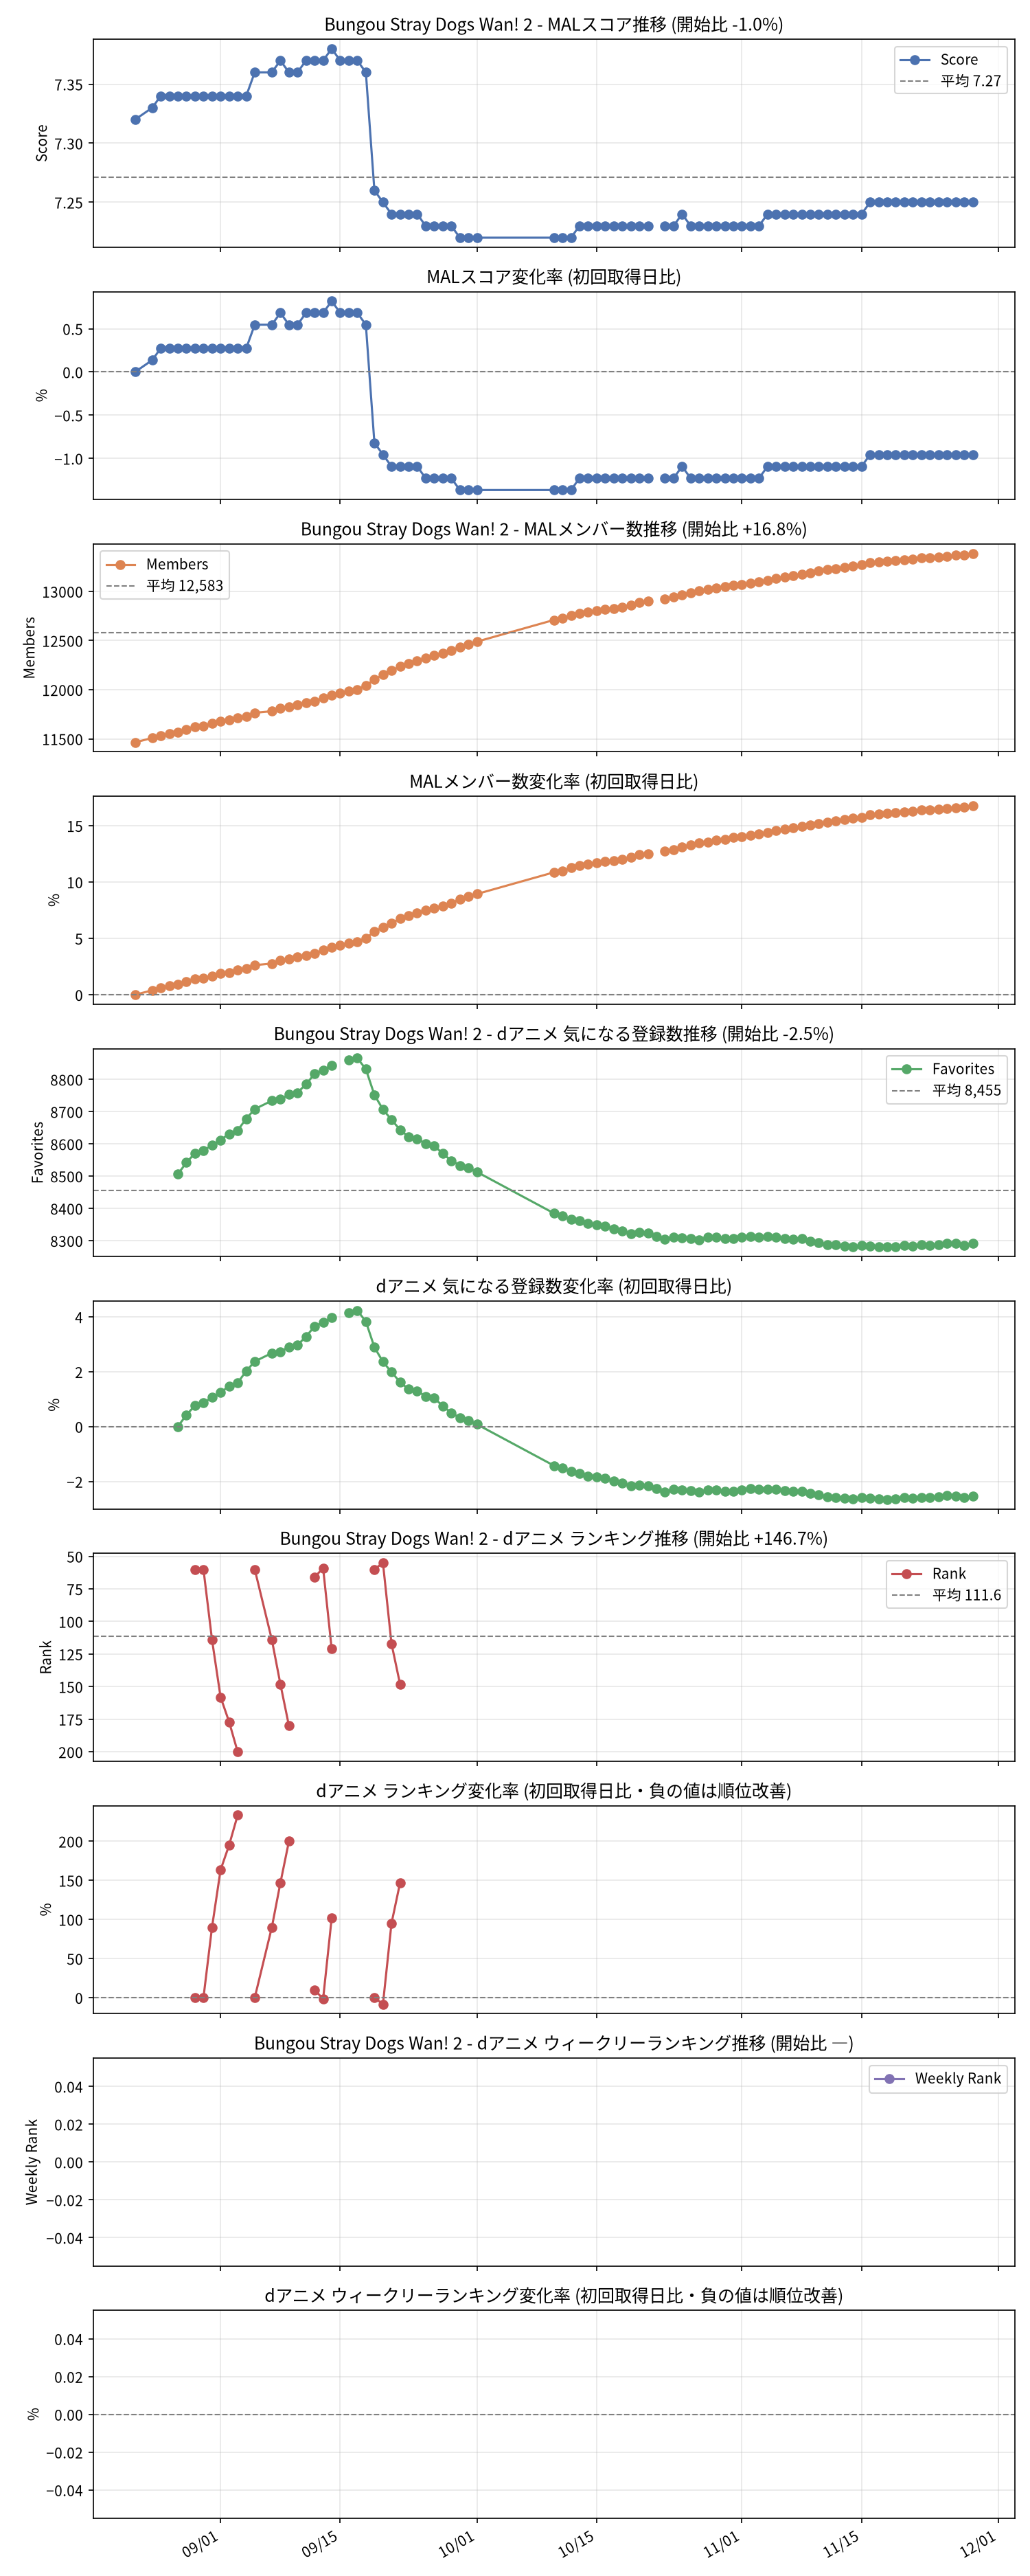 Bungou Stray Dogs Wan! 2 - MALスコア推移 (開始比 -1.0%)
Score
7.35
7.30
7.25
Score
平均 7.27
MALスコア変化率 (初回取得日比)
%
0.5
0.0
−0.5
−1.0
Bungou Stray Dogs Wan! 2 - MALメンバー数推移 (開始比 +16.8%)
Members
13000
12500
12000
11500
Members
平均 12,583
MALメンバー数変化率 (初回取得日比)
%
15
10
5
0
Bungou Stray Dogs Wan! 2 - dアニメ 気になる登録数推移 (開始比 -2.5%)
Favorites
8800
8700
8600
8500
8400
8300
Favorites
平均 8,455
dアニメ 気になる登録数変化率 (初回取得日比)
%
4
2
0
−2
Bungou Stray Dogs Wan! 2 - dアニメ ランキング推移 (開始比 +146.7%)
Rank
50
75
100
125
150
175
200
Rank
平均 111.6
dアニメ ランキング変化率 (初回取得日比・負の値は順位改善)
%
200
150
100
50
0
Bungou Stray Dogs Wan! 2 - dアニメ ウィークリーランキング推移 (開始比 —)
Weekly Rank
0.04
0.02
0.00
−0.02
−0.04
Weekly Rank
dアニメ ウィークリーランキング変化率 (初回取得日比・負の値は順位改善)
%
0.04
0.02
0.00
−0.02
−0.04
09/01
09/15
10/01
10/15
11/01
11/15
12/01